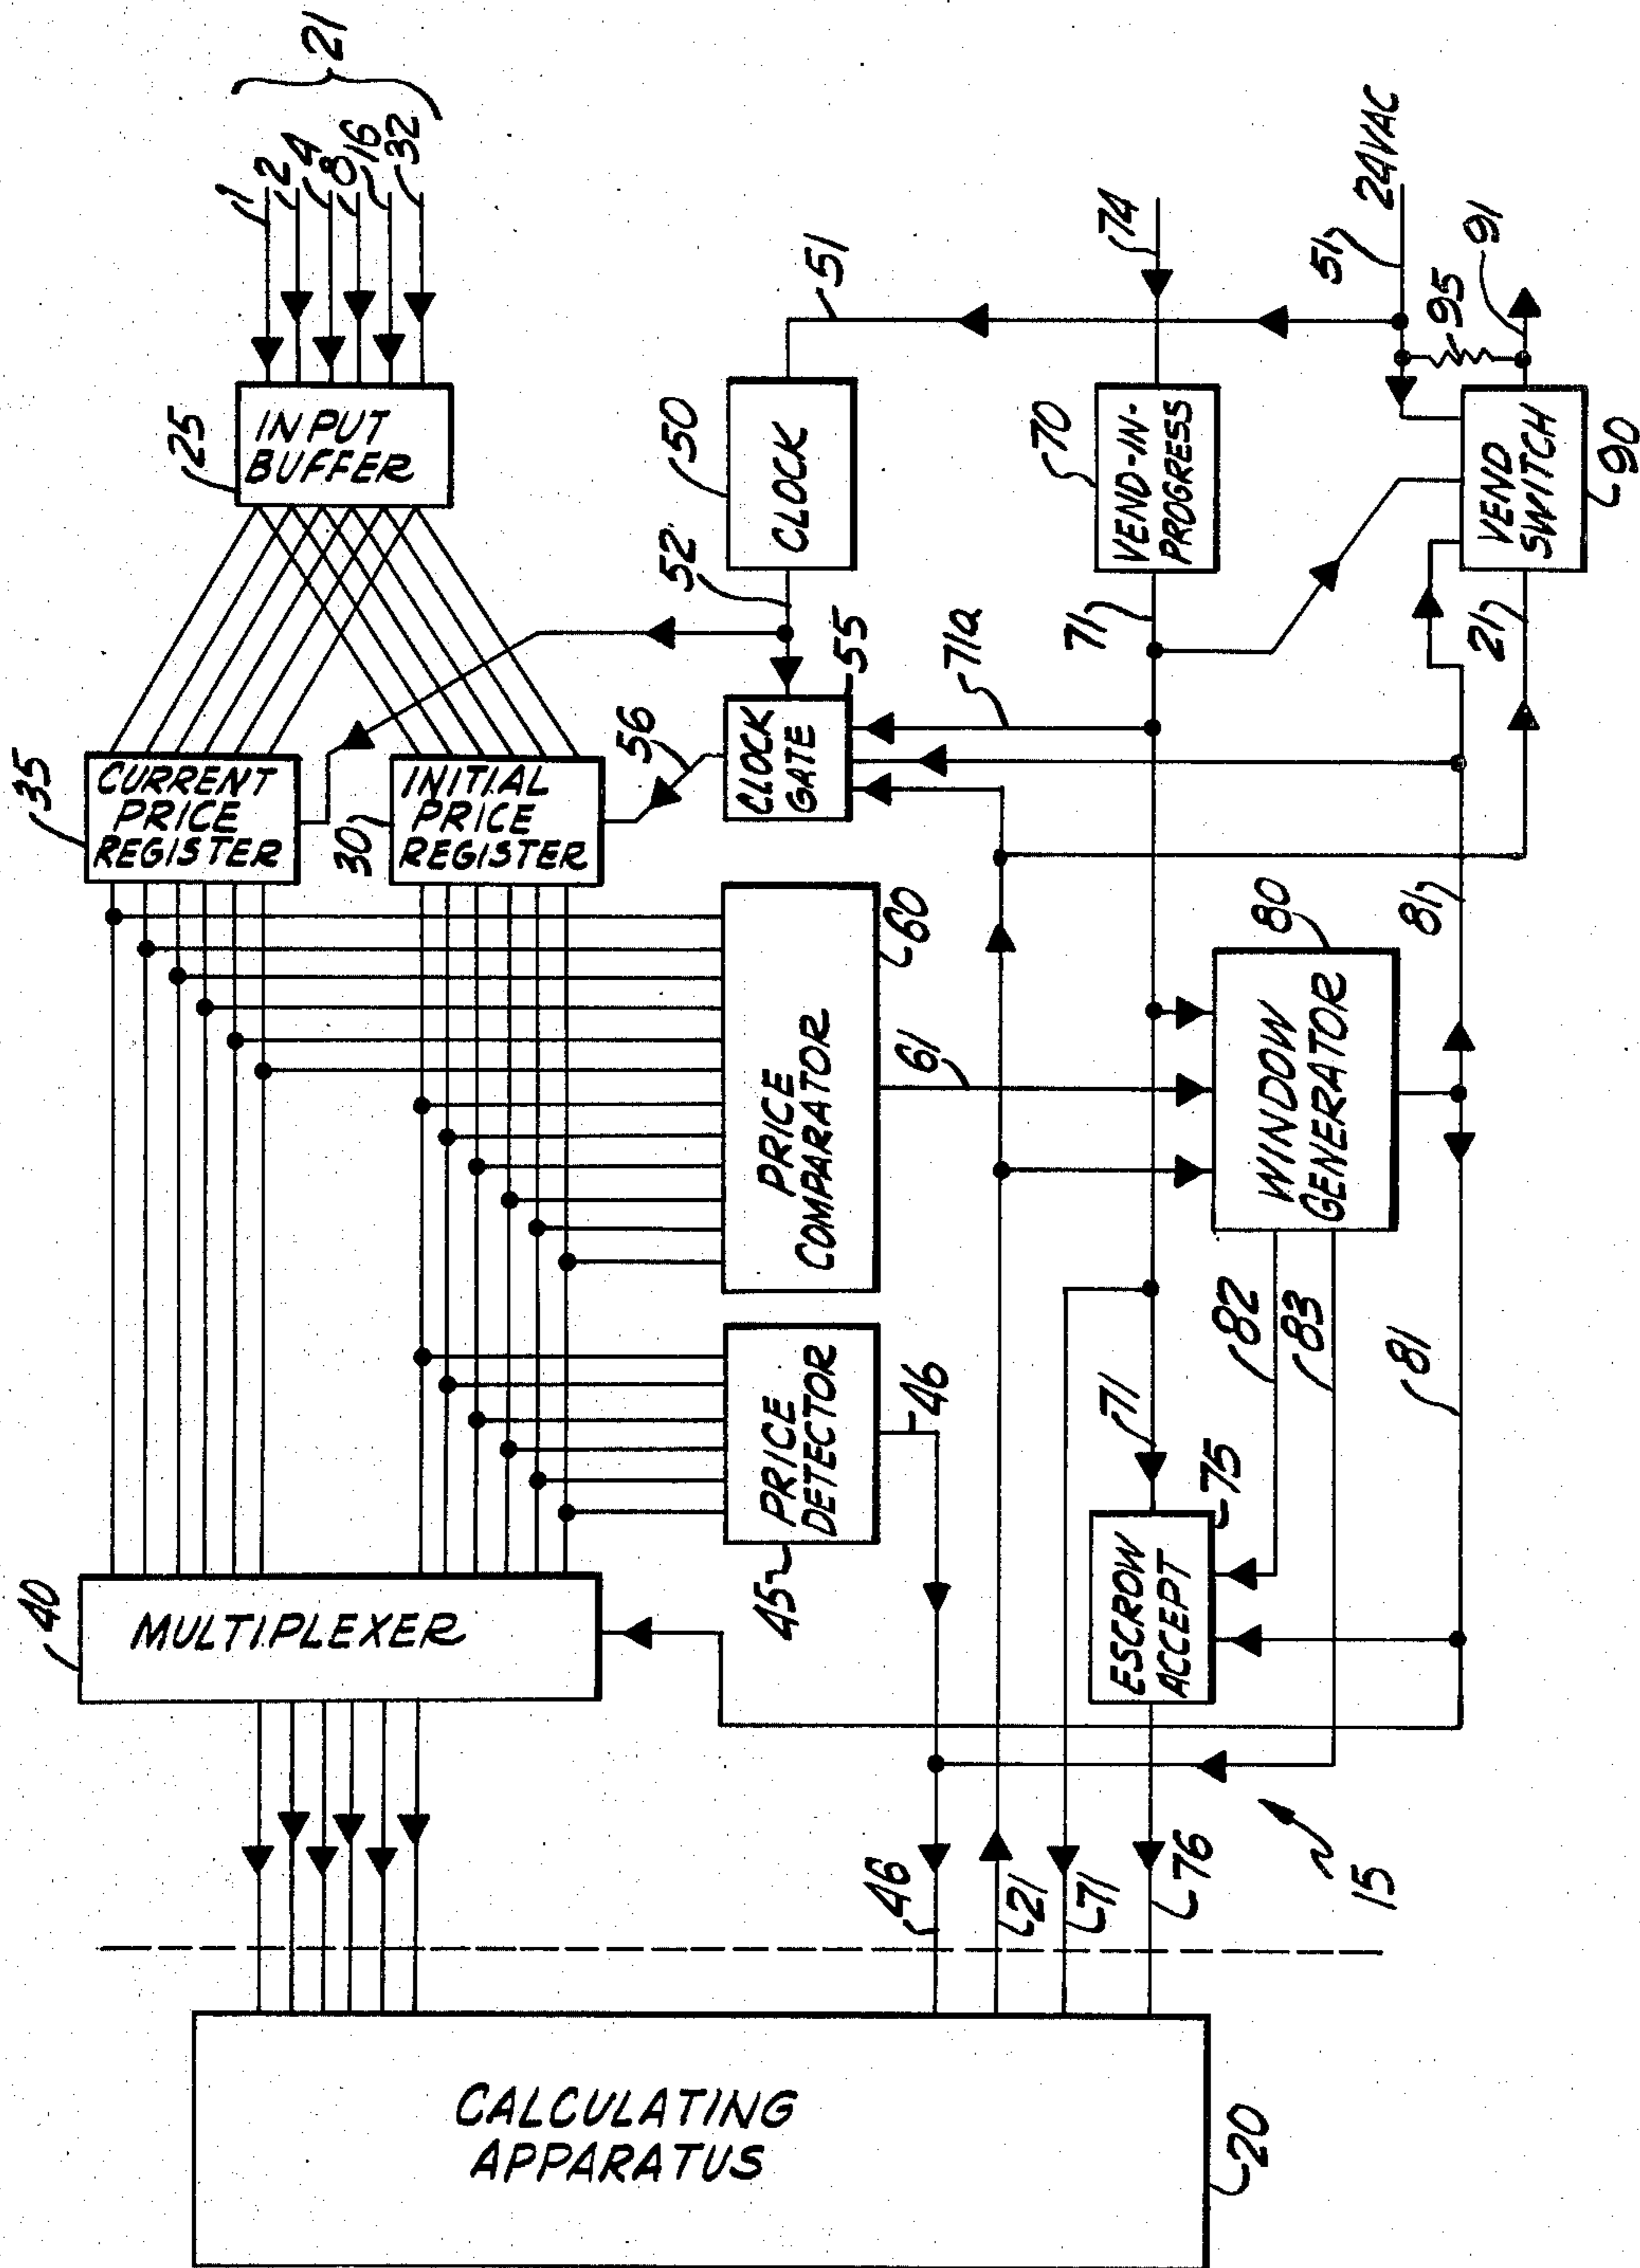 21
1
2
4
8
16
32
25
INPUT
BUFFER
35
CURRENT
PRICE
REGISTER
30
INITIAL
PRICE
REGISTER
51
50
CLOCK
52
55
CLOCK
GATE
56
74
70
VEND-IN-
PROGRESS
71
71a
24VAC
51
95
91
VEND
SWITCH
90
21
60
PRICE
COMPARATOR
61
80
WINDOW
GENERATOR
81
82
83
81
45
PRICE
DETECTOR
46
71
75
ESCROW
ACCEPT
40
MULTIPLEXER
46
21
71
76
15
CALCULATING
APPARATUS
20